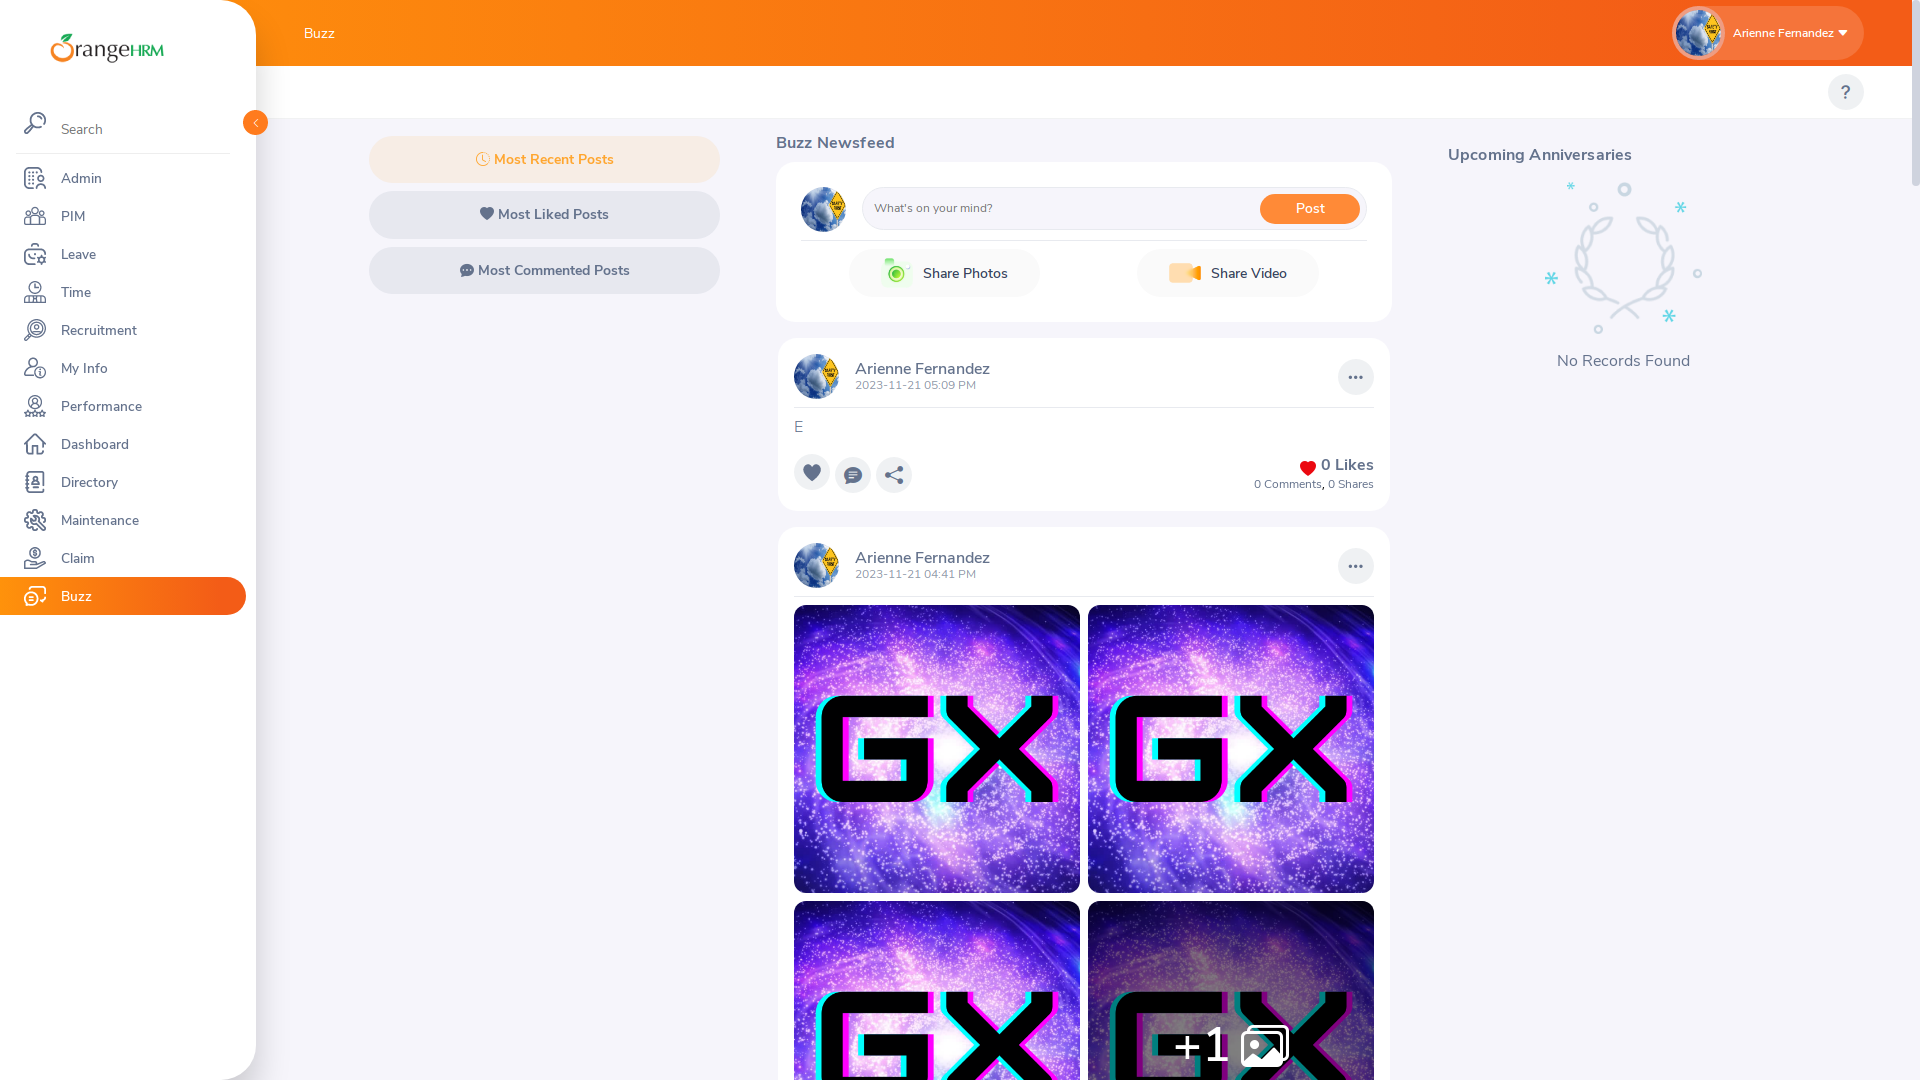 OrangeHRM
Search
Admin
PIM
Leave
Time
Recruitment
My Info
Performance
Dashboard
Directory
Maintenance
Claim
Buzz
Buzz
Arienne Fernandez
?
Most Recent Posts
Most Liked Posts
Most Commented Posts
Buzz Newsfeed
What's on your mind?
Post
Share Photos
Share Video
Arienne Fernandez
2023-11-21 05:09 PM
E
0 Likes
0 Comments, 0 Shares
Arienne Fernandez
2023-11-21 04:41 PM
GX
GX
GX
GX
+1
Upcoming Anniversaries
No Records Found